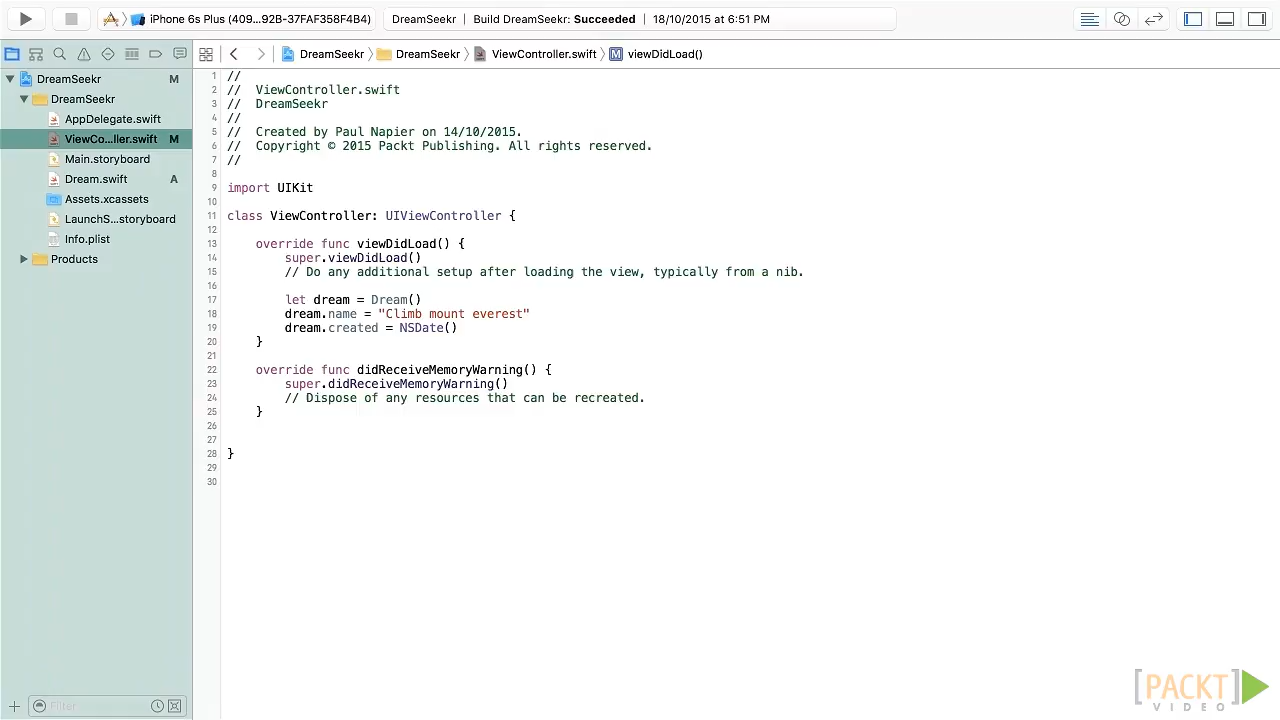 iPhone 6s Plus (409...92B-37FAF358F4B4)
DreamSeekr | Build DreamSeekr: Succeeded | 18/10/2015 at 6:51 PM
DreamSeekr M
DreamSeekr
AppDelegate.swift
ViewCo...ller.swift M
Main.storyboard
Dream.swift A
Assets.xcassets
LaunchS...storyboard
Info.plist
Products
Filter
DreamSeekr DreamSeekr ViewController.swift M viewDidLoad()
1 //
2 //  ViewController.swift
3 //  DreamSeekr
4 //
5 //  Created by Paul Napier on 14/10/2015.
6 //  Copyright © 2015 Packt Publishing. All rights reserved.
7 //
8
9 import UIKit
10
11 class ViewController: UIViewController {
12
13     override func viewDidLoad() {
14         super.viewDidLoad()
15         // Do any additional setup after loading the view, typically from a nib.
16
17         let dream = Dream()
18         dream.name = "Climb mount everest"
19         dream.created = NSDate()
20     }
21
22     override func didReceiveMemoryWarning() {
23         super.didReceiveMemoryWarning()
24         // Dispose of any resources that can be recreated.
25     }
26
27
28 }
29
30
[PACKT]
VIDEO